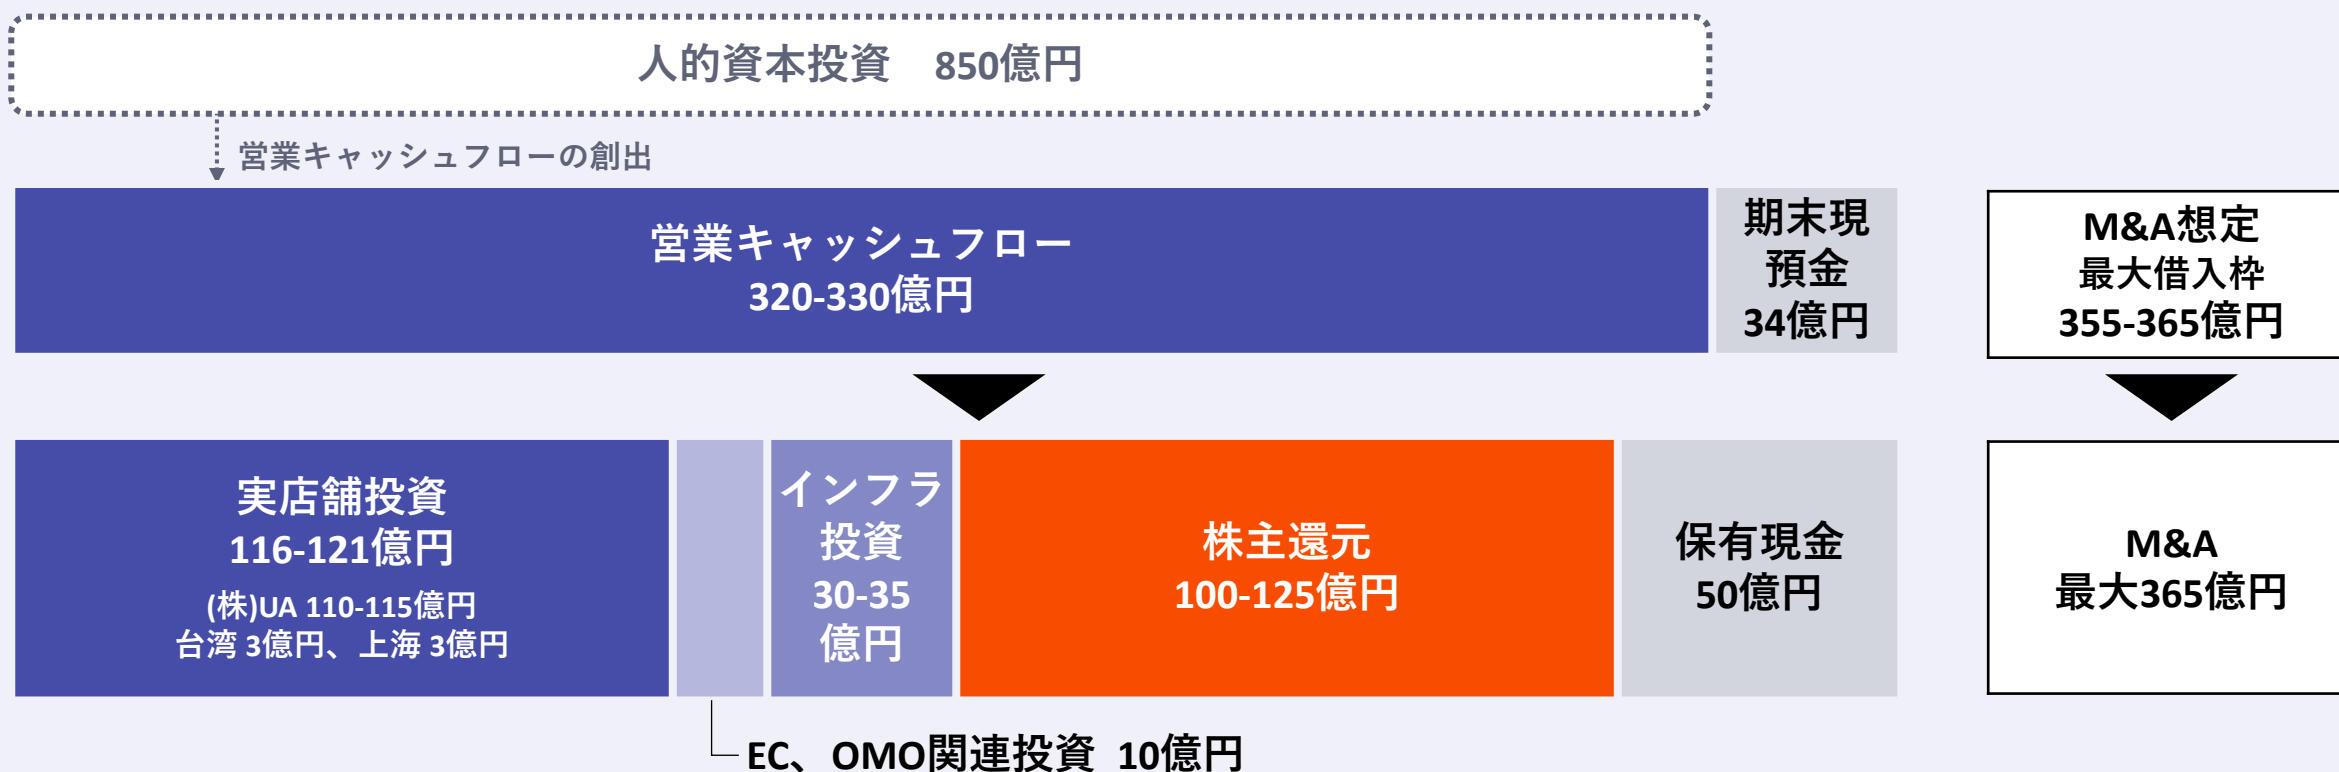 人的資本投資　850億円
営業キャッシュフローの創出
営業キャッシュフロー
320-330億円
期末現
預金
34億円
M&A想定
最大借入枠
355-365億円
実店舗投資
116-121億円
(株)UA 110-115億円
台湾 3億円、上海 3億円
インフラ
投資
30-35
億円
株主還元
100-125億円
保有現金
50億円
M&A
最大365億円
EC、OMO関連投資 10億円